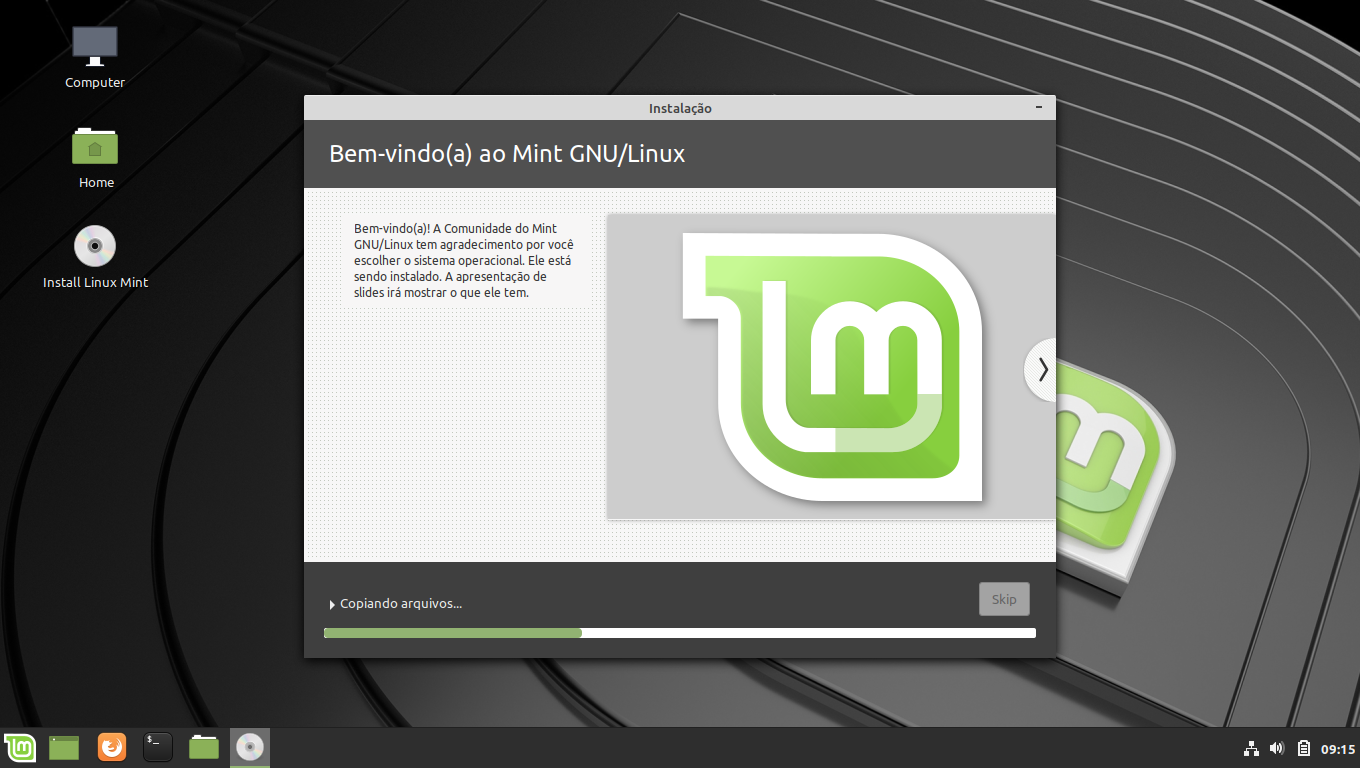 Computer
Home
Install Linux Mint
Instalação
Bem-vindo(a) ao Mint GNU/Linux
Bem-vindo(a)! A Comunidade do Mint
GNU/Linux tem agradecimento por você
escolher o sistema operacional. Ele está
sendo instalado. A apresentação de
slides irá mostrar o que ele tem.
Copiando arquivos...
Skip
09:15